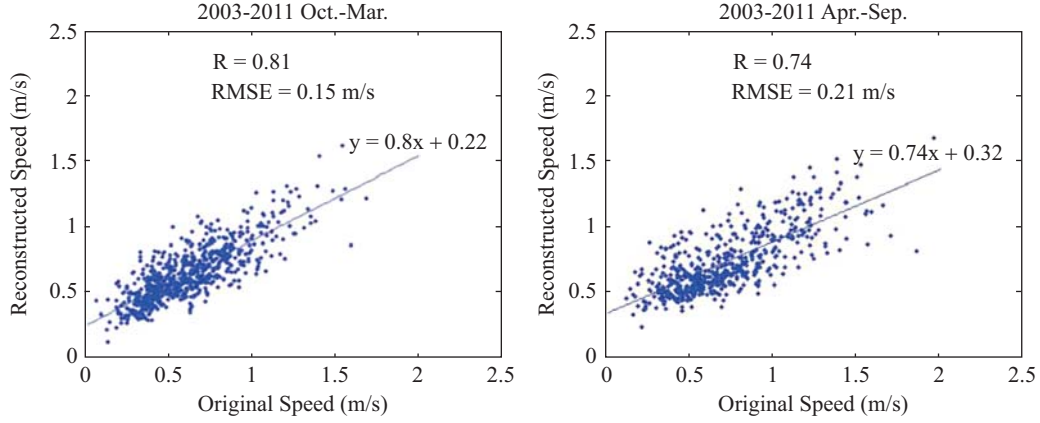 2003-2011 Oct.-Mar.
2.5
2
1.5
1
0.5
0
R = 0.81
RMSE = 0.15 m/s
y = 0.8x + 0.22
Reconstructed Speed (m/s)
0
0.5
1
1.5
2
2.5
Original Speed (m/s)
2003-2011 Apr.-Sep.
2.5
2
1.5
1
0.5
0
R = 0.74
RMSE = 0.21 m/s
y = 0.74x + 0.32
Reconstructed Speed (m/s)
0
0.5
1
1.5
2
2.5
Original Speed (m/s)